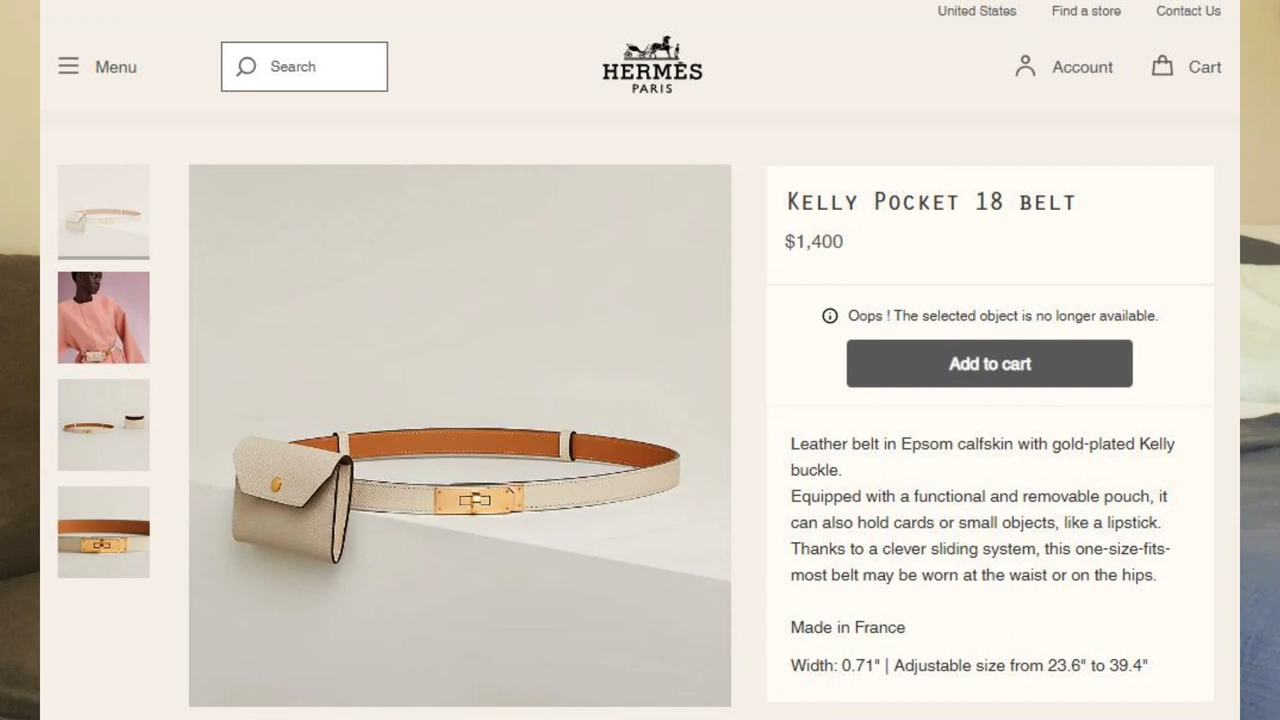 United States Find a store Contact Us
Menu Search HERMÈS Account Cart
PARIS
KELLY POCKET 18 BELT
$1,400
Oops ! The selected object is no longer available.
Add to cart
Leather belt in Epsom calfskin with gold-plated Kelly
buckle.
Equipped with a functional and removable pouch, it
can also hold cards or small objects, like a lipstick.
Thanks to a clever sliding system, this one-size-fits-
most belt may be worn at the waist or on the hips.
Made in France
Width: 0.71" | Adjustable size from 23.6" to 39.4"